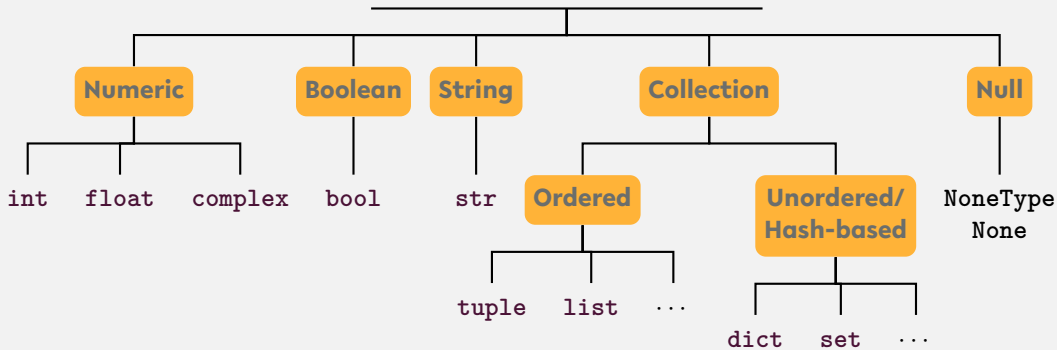 Numeric Boolean String Collection Null
int float complex bool str Ordered Unordered/
Hash-based NoneType
None
tuple list ...
dict set ...